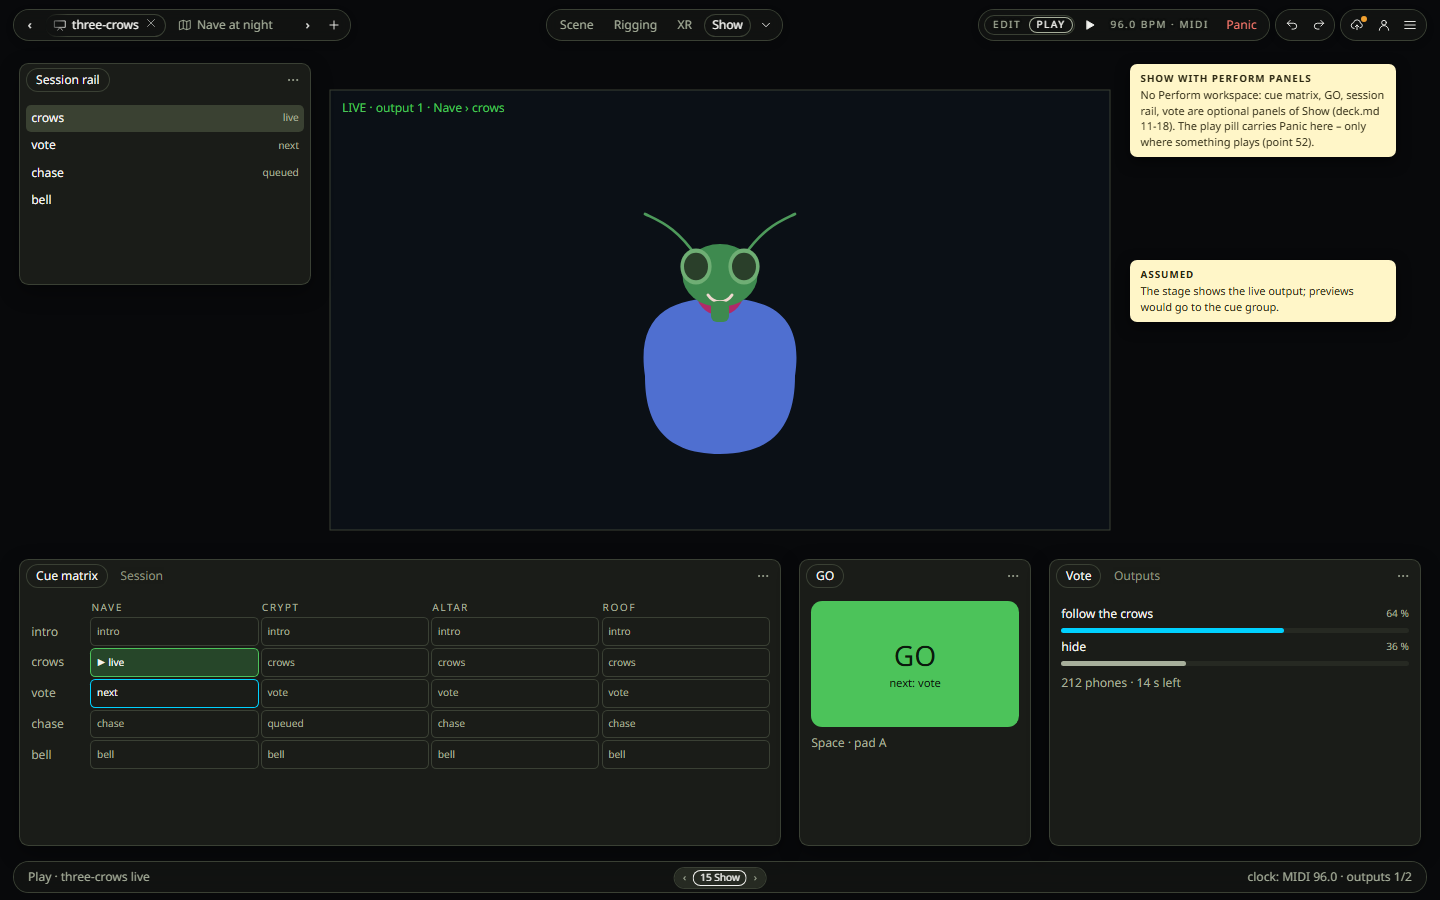 three-crows
Nave at night
Scene
Rigging
XR
Show
EDIT
PLAY
96.0 BPM · MIDI
Panic
Session rail
crows
live
vote
next
chase
queued
bell
LIVE · output 1 · Nave › crows
SHOW WITH PERFORM PANELS
No Perform workspace: cue matrix, GO, session
rail, vote are optional panels of Show (deck.md
11-18). The play pill carries Panic here – only
where something plays (point 52).
ASSUMED
The stage shows the live output; previews
would go to the cue group.
Cue matrix
Session
NAVE
CRYPT
ALTAR
ROOF
intro
intro
intro
intro
intro
crows
▶ live
crows
crows
crows
vote
next
vote
vote
vote
chase
chase
queued
chase
chase
bell
bell
bell
bell
bell
GO
GO
next: vote
Space · pad A
Vote
Outputs
follow the crows
64 %
hide
36 %
212 phones · 14 s left
Play · three-crows live
‹ 15 Show ›
clock: MIDI 96.0 · outputs 1/2